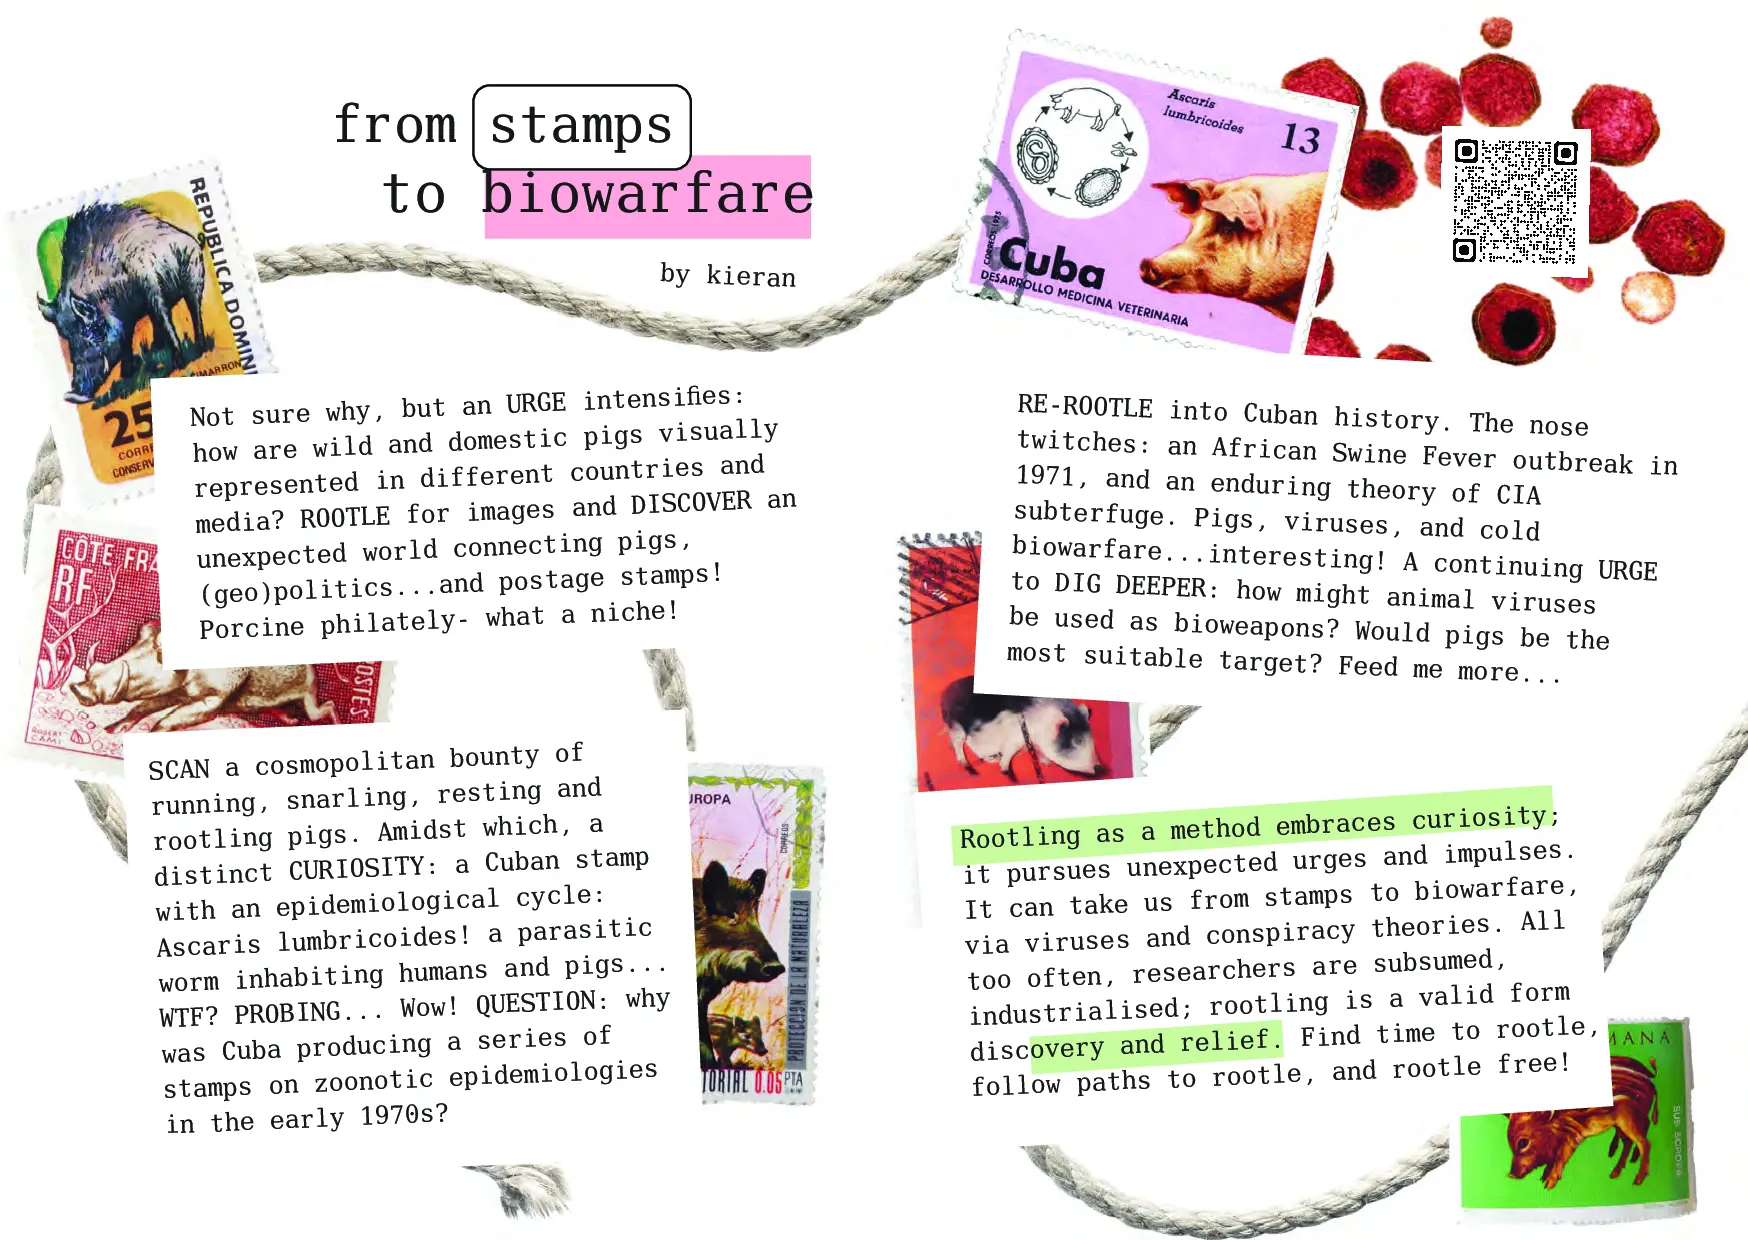 from stamps
to biowarfare
by kieran
REPUBLICA DOMINI
CIMARRON
25
CORRE
CONSERV
Not sure why, but an URGE intensifies:
how are wild and domestic pigs visually
represented in different countries and
media? ROOTLE for images and DISCOVER an
unexpected world connecting pigs,
(geo)politics...and postage stamps!
Porcine philately- what a niche!
CÔTE FRA
RF
POSTES
ROBERT
CAMI
SCAN a cosmopolitan bounty of
running, snarling, resting and
rootling pigs. Amidst which, a
distinct CURIOSITY: a Cuban stamp
with an epidemiological cycle:
Ascaris lumbricoides! a parasitic
worm inhabiting humans and pigs...
WTF? PROBING... Wow! QUESTION: why
was Cuba producing a series of
stamps on zoonotic epidemiologies
in the early 1970s?
UROPA
CORREOS
PROTECCION DE LA NATURALEZA
TORIAL 0.05 PTA
Ascaris
lumbricoides
13
CORREOS 1975
Cuba
DESARROLLO MEDICINA VETERINARIA
RE-ROOTLE into Cuban history. The nose
twitches: an African Swine Fever outbreak in
1971, and an enduring theory of CIA
subterfuge. Pigs, viruses, and cold
biowarfare...interesting! A continuing URGE
to DIG DEEPER: how might animal viruses
be used as bioweapons? Would pigs be the
most suitable target? Feed me more...
Rootling as a method embraces curiosity;
it pursues unexpected urges and impulses.
It can take us from stamps to biowarfare,
via viruses and conspiracy theories. All
too often, researchers are subsumed,
industrialised; rootling is a valid form
discovery and relief. Find time to rootle,
follow paths to rootle, and rootle free!
MANA
SUS SCROFA